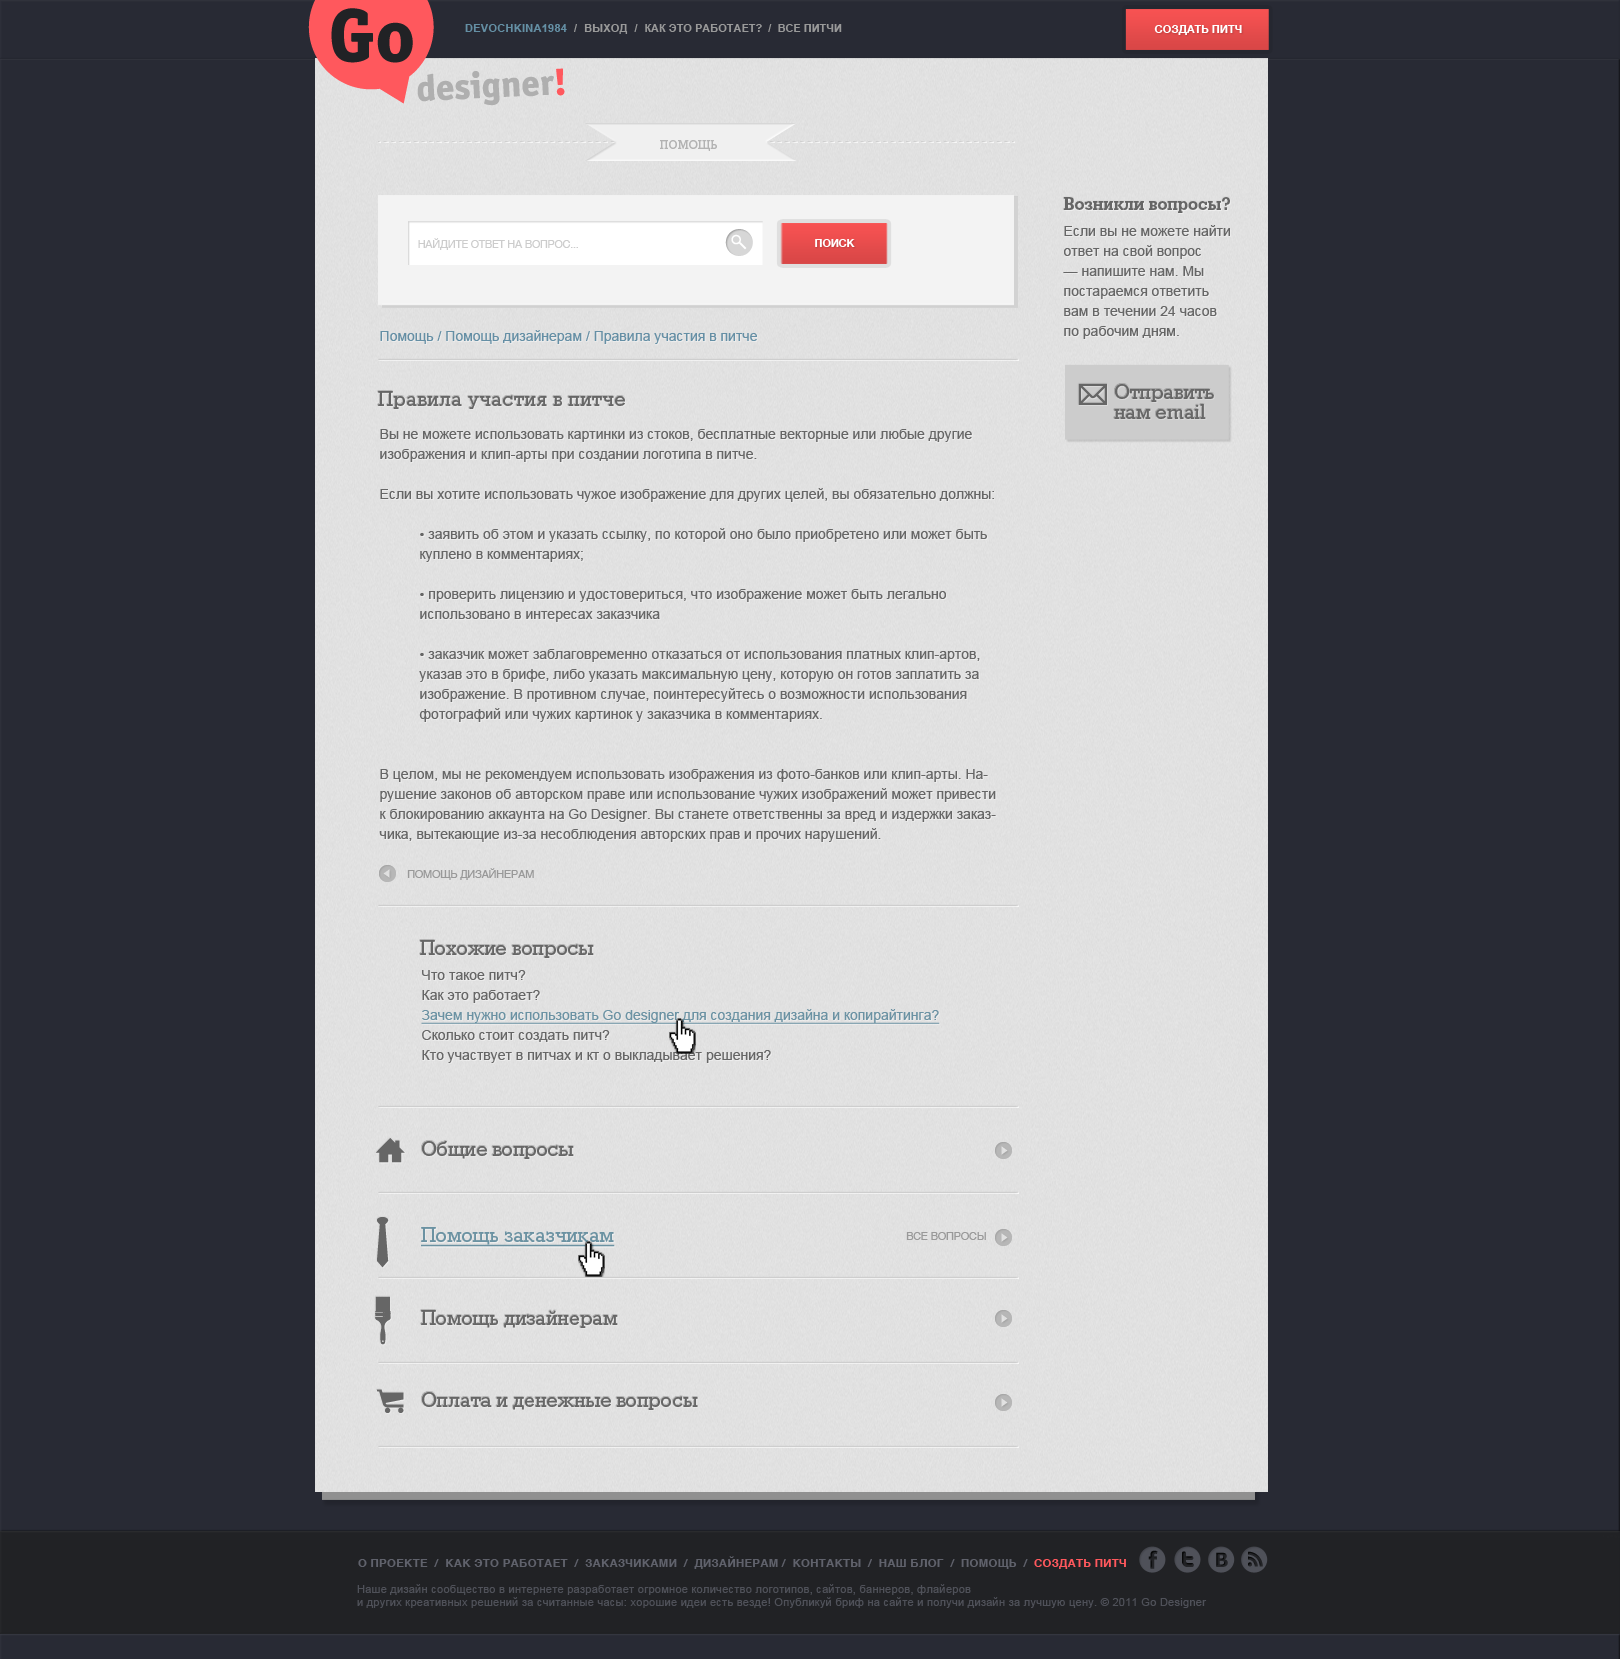 Go
designer!
DEVOCHKINA1984 / ВЫХОД / КАК ЭТО РАБОТАЕТ? / ВСЕ ПИТЧИ
СОЗДАТЬ ПИТЧ
ПОМОЩЬ
НАЙДИТЕ ОТВЕТ НА ВОПРОС...
ПОИСК
Помощь / Помощь дизайнерам / Правила участия в питче
Правила участия в питче
Вы не можете использовать картинки из стоков, бесплатные векторные или любые другие
изображения и клип-арты при создании логотипа в питче.
Если вы хотите использовать чужое изображение для других целей, вы обязательно должны:
• заявить об этом и указать ссылку, по которой оно было приобретено или может быть
куплено в комментариях;
• проверить лицензию и удостовериться, что изображение может быть легально
использовано в интересах заказчика
• заказчик может заблаговременно отказаться от использования платных клип-артов,
указав это в брифе, либо указать максимальную цену, которую он готов заплатить за
изображение. В противном случае, поинтересуйтесь о возможности использования
фотографий или чужих картинок у заказчика в комментариях.
В целом, мы не рекомендуем использовать изображения из фото-банков или клип-арты. На-
рушение законов об авторском праве или использование чужих изображений может привести
к блокированию аккаунта на Go Designer. Вы станете ответственны за вред и издержки заказ-
чика, вытекающие из-за несоблюдения авторских прав и прочих нарушений.
ПОМОЩЬ ДИЗАЙНЕРАМ
Похожие вопросы
Что такое питч?
Как это работает?
Зачем нужно использовать Go designer для создания дизайна и копирайтинга?
Сколько стоит создать питч?
Кто участвует в питчах и кт о выкладывает решения?
Общие вопросы
Помощь заказчикам
ВСЕ ВОПРОСЫ
Помощь дизайнерам
Оплата и денежные вопросы
Возникли вопросы?
Если вы не можете найти
ответ на свой вопрос
— напишите нам. Мы
постараемся ответить
вам в течении 24 часов
по рабочим дням.
Отправить
нам email
О ПРОЕКТЕ / КАК ЭТО РАБОТАЕТ / ЗАКАЗЧИКАМИ / ДИЗАЙНЕРАМ / КОНТАКТЫ / НАШ БЛОГ / ПОМОЩЬ / СОЗДАТЬ ПИТЧ
Наше дизайн сообщество в интернете разработает огромное количество логотипов, сайтов, баннеров, флайеров
и других креативных решений за считанные часы: хорошие идеи есть везде! Опубликуй бриф на сайте и получи дизайн за лучшую цену. © 2011 Go Designer